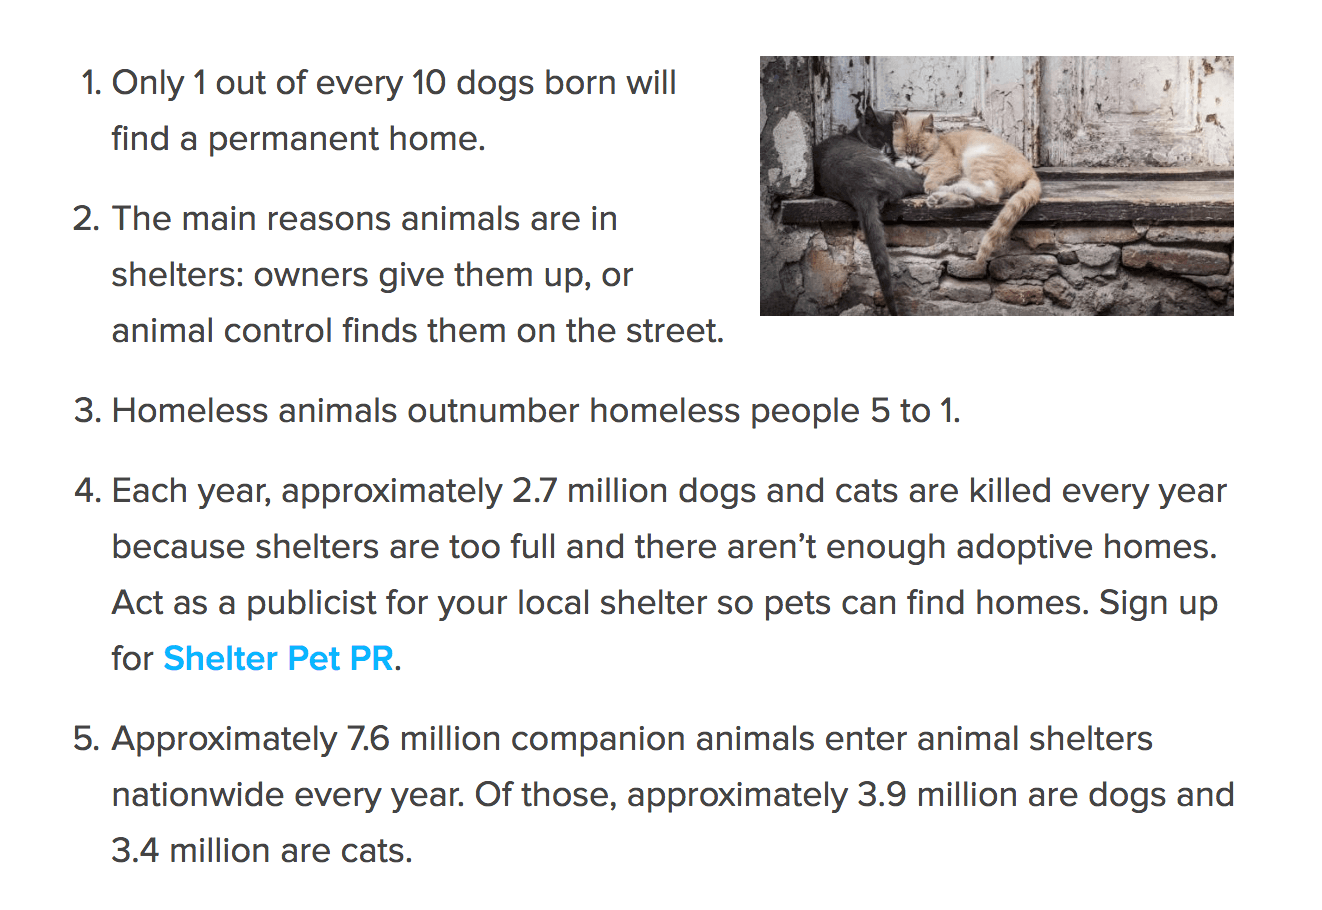 1. Only 1 out of every 10 dogs born will
find a permanent home.
2. The main reasons animals are in
shelters: owners give them up, or
animal control finds them on the street.
3. Homeless animals outnumber homeless people 5 to 1.
4. Each year, approximately 2.7 million dogs and cats are killed every year
because shelters are too full and there aren’t enough adoptive homes.
Act as a publicist for your local shelter so pets can find homes. Sign up
for Shelter Pet PR.
5. Approximately 7.6 million companion animals enter animal shelters
nationwide every year. Of those, approximately 3.9 million are dogs and
3.4 million are cats.